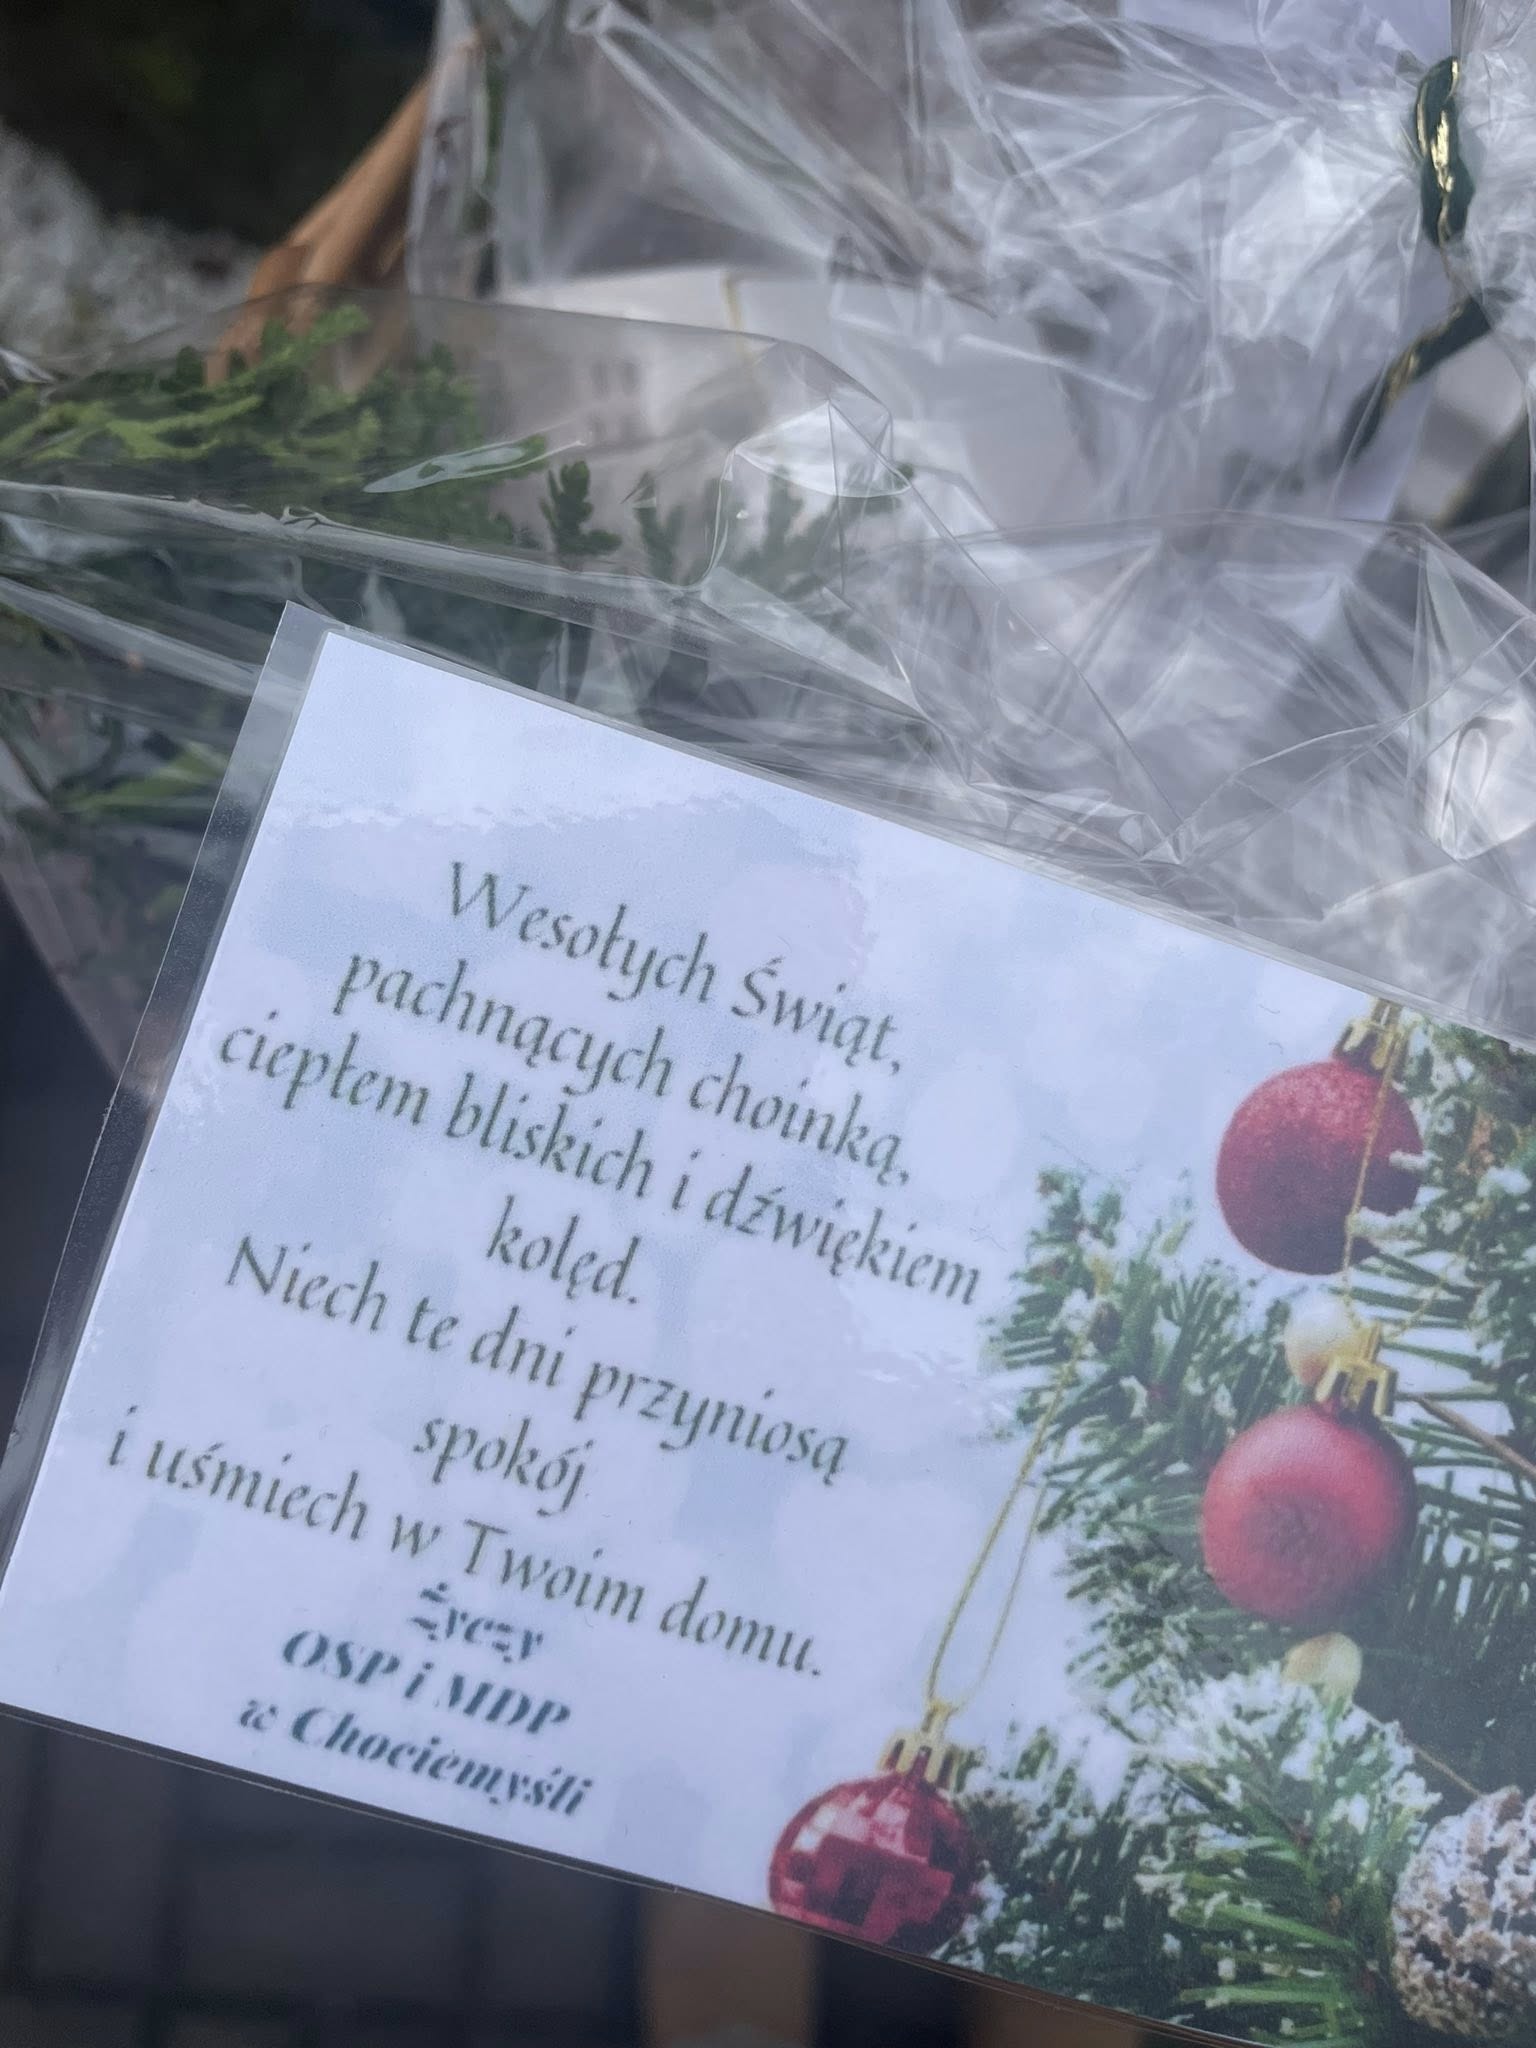 Wesołych Świąt,
pachnących choinką,
ciepłem bliskich i dźwiękiem
kolęd.
Niech te dni przyniosą
spokój
i uśmiech w Twoim domu.
życzy
OSP i MDP
w Chociemyśli